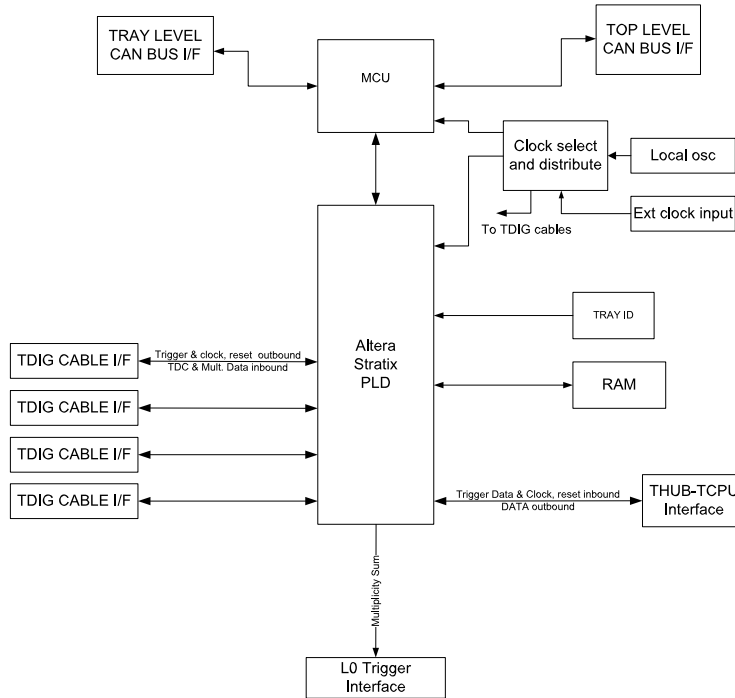 TRAY LEVEL
CAN BUS I/F
MCU
TOP LEVEL
CAN BUS I/F
Clock select
and distribute
Local osc
Ext clock input
To TDIG cables
TRAY ID
Altera
Stratix
PLD
RAM
TDIG CABLE I/F
Trigger & clock, reset outbound
TDC & Mult. Data inbound
TDIG CABLE I/F
TDIG CABLE I/F
TDIG CABLE I/F
Trigger Data & Clock, reset inbound
DATA outbound
THUB-TCPU
Interface
Multiplicity Sum
L0 Trigger
Interface